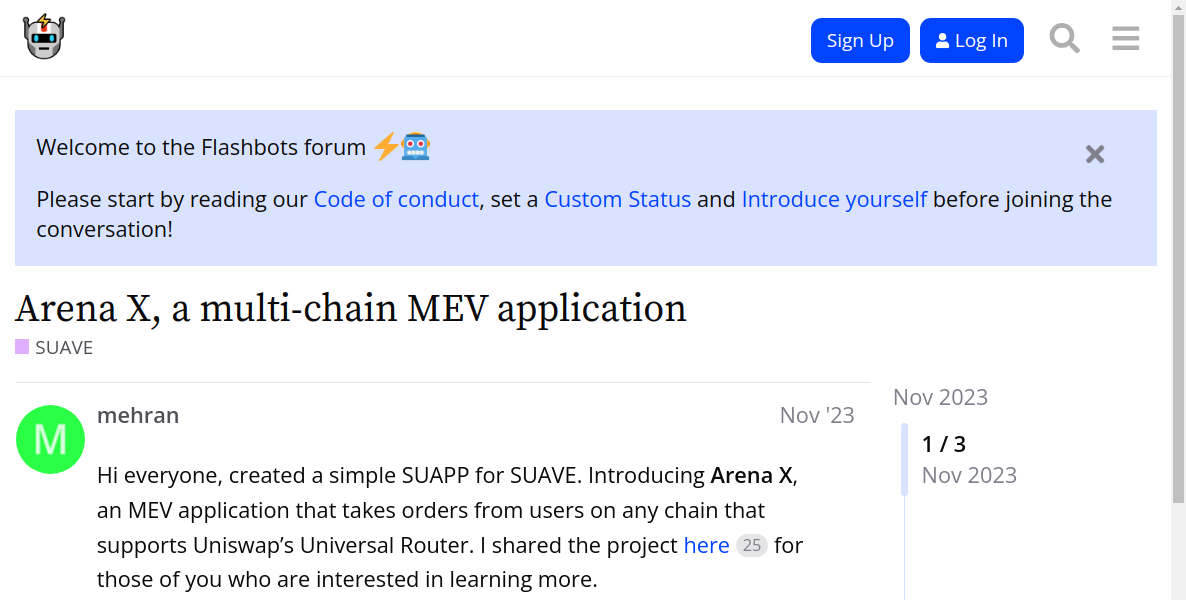 Sign Up
Log In
Welcome to the Flashbots forum
Please start by reading our Code of conduct, set a Custom Status and Introduce yourself before joining the
conversation!
Arena X, a multi-chain MEV application
SUAVE
M
mehran
Nov '23
Nov 2023
1 / 3
Nov 2023
Hi everyone, created a simple SUAPP for SUAVE. Introducing Arena X,
an MEV application that takes orders from users on any chain that
supports Uniswap’s Universal Router. I shared the project here 25 for
those of you who are interested in learning more.